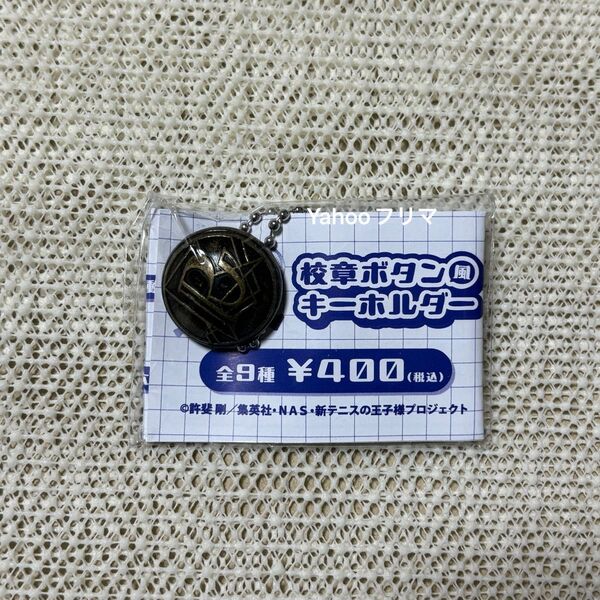 Yahoo フリマ
校章ボタン風
キーホルダー
全9種 ¥400(税込)
©許斐 剛／集英社・NAS・新テニスの王子様プロジェクト